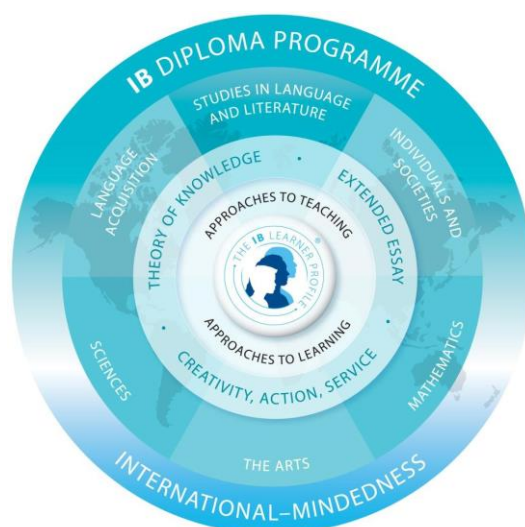 IB DIPLOMA PROGRAMME
STUDIES IN LANGUAGE
AND LITERATURE
LANGUAGE
ACQUISITION
INDIVIDUALS AND
SOCIETIES
THEORY OF KNOWLEDGE
EXTENDED ESSAY
APPROACHES TO TEACHING
THE IB LEARNER PROFILE
®
APPROACHES TO LEARNING
CREATIVITY, ACTION, SERVICE
SCIENCES
MATHEMATICS
THE ARTS
INTERNATIONAL–MINDEDNESS